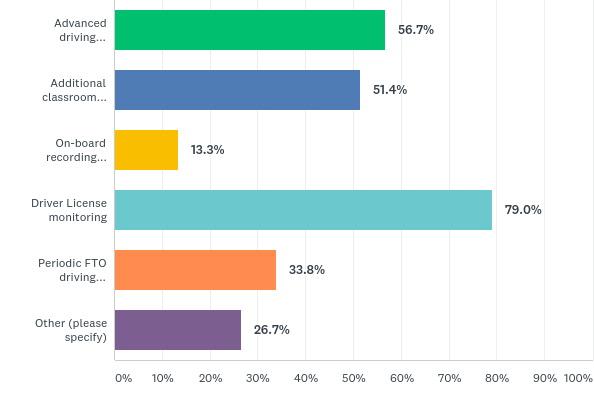 Advanced
driving...
56.7%
Additional
classroom...
51.4%
On-board
recording...
13.3%
Driver License
monitoring
79.0%
Periodic FTO
driving...
33.8%
Other (please
specify)
26.7%
0% 10% 20% 30% 40% 50% 60% 70% 80% 90% 100%